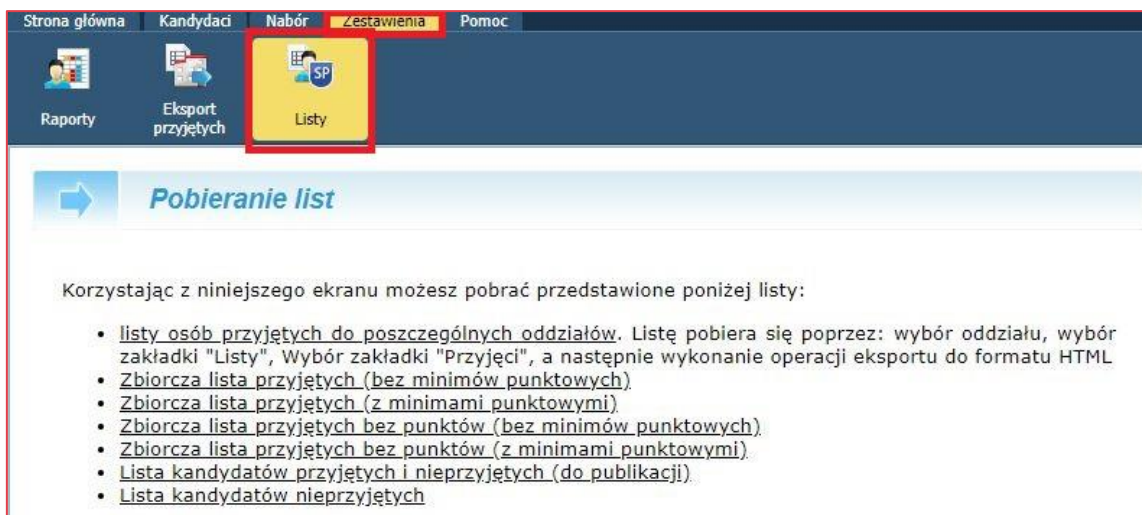 Strona główna Kandydaci Nabór Zestawienia Pomoc
SP
Raporty Eksport przyjętych Listy
Pobieranie list
Korzystając z niniejszego ekranu możesz pobrać przedstawione poniżej listy:
• listy osób przyjętych do poszczególnych oddziałów. Listę pobiera się poprzez: wybór oddziału, wybór
zakładki "Listy", Wybór zakładki "Przyjęci", a następnie wykonanie operacji eksportu do formatu HTML
• Zbiorcza lista przyjętych (bez minimów punktowych)
• Zbiorcza lista przyjętych (z minimami punktowymi)
• Zbiorcza lista przyjętych bez punktów (bez minimów punktowych)
• Zbiorcza lista przyjętych bez punktów (z minimami punktowymi)
• Lista kandydatów przyjętych i nieprzyjętych (do publikacji)
• Lista kandydatów nieprzyjętych